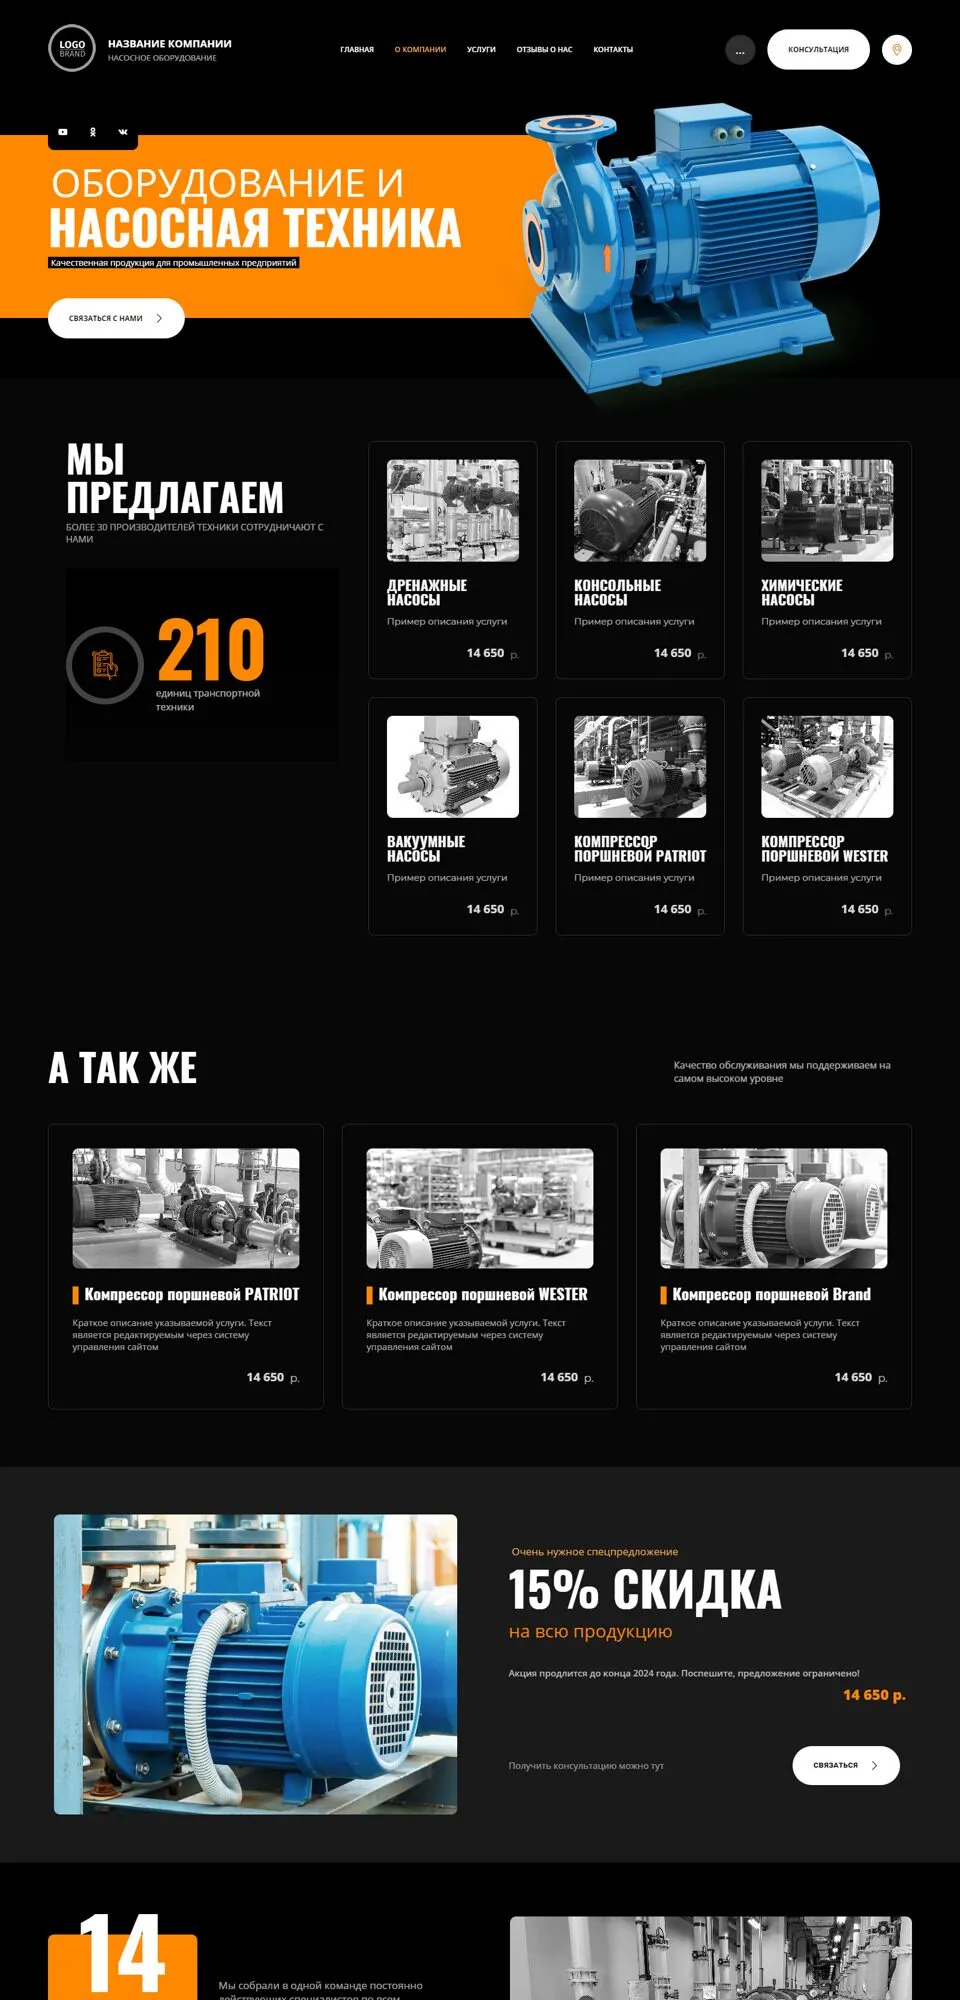 LOGO
BRAND
НАЗВАНИЕ КОМПАНИИ
НАСОСНОЕ ОБОРУДОВАНИЕ
ГЛАВНАЯ
О КОМПАНИИ
УСЛУГИ
ОТЗЫВЫ О НАС
КОНТАКТЫ
...
КОНСУЛЬТАЦИЯ
ОБОРУДОВАНИЕ И
НАСОСНАЯ ТЕХНИКА
Качественная продукция для промышленных предприятий
СВЯЗАТЬСЯ С НАМИ
МЫ
ПРЕДЛАГАЕМ
БОЛЕЕ 30 ПРОИЗВОДИТЕЛЕЙ ТЕХНИКИ СОТРУДНИЧАЮТ С
НАМИ
210
единиц транспортной
техники
ДРЕНАЖНЫЕ
НАСОСЫ
Пример описания услуги
14 650 р.
КОНСОЛЬНЫЕ
НАСОСЫ
Пример описания услуги
14 650 р.
ХИМИЧЕСКИЕ
НАСОСЫ
Пример описания услуги
14 650 р.
ВАКУУМНЫЕ
НАСОСЫ
Пример описания услуги
14 650 р.
КОМПРЕССОР
ПОРШНЕВОЙ PATRIOT
Пример описания услуги
14 650 р.
КОМПРЕССОР
ПОРШНЕВОЙ WESTER
Пример описания услуги
14 650 р.
А ТАК ЖЕ
Качество обслуживания мы поддерживаем на
самом высоком уровне
Компрессор поршневой PATRIOT
Краткое описание указываемой услуги. Текст
является редактируемым через систему
управления сайтом
14 650 р.
Компрессор поршневой WESTER
Краткое описание указываемой услуги. Текст
является редактируемым через систему
управления сайтом
14 650 р.
Компрессор поршневой Brand
Краткое описание указываемой услуги. Текст
является редактируемым через систему
управления сайтом
14 650 р.
Очень нужное спецпредложение
15% СКИДКА
на всю продукцию
Акция продлится до конца 2024 года. Поспешите, предложение ограничено!
14 650 р.
Получить консультацию можно тут
СВЯЗАТЬСЯ
14
Мы собрали в одной команде постоянно
действующих специалистов по всем